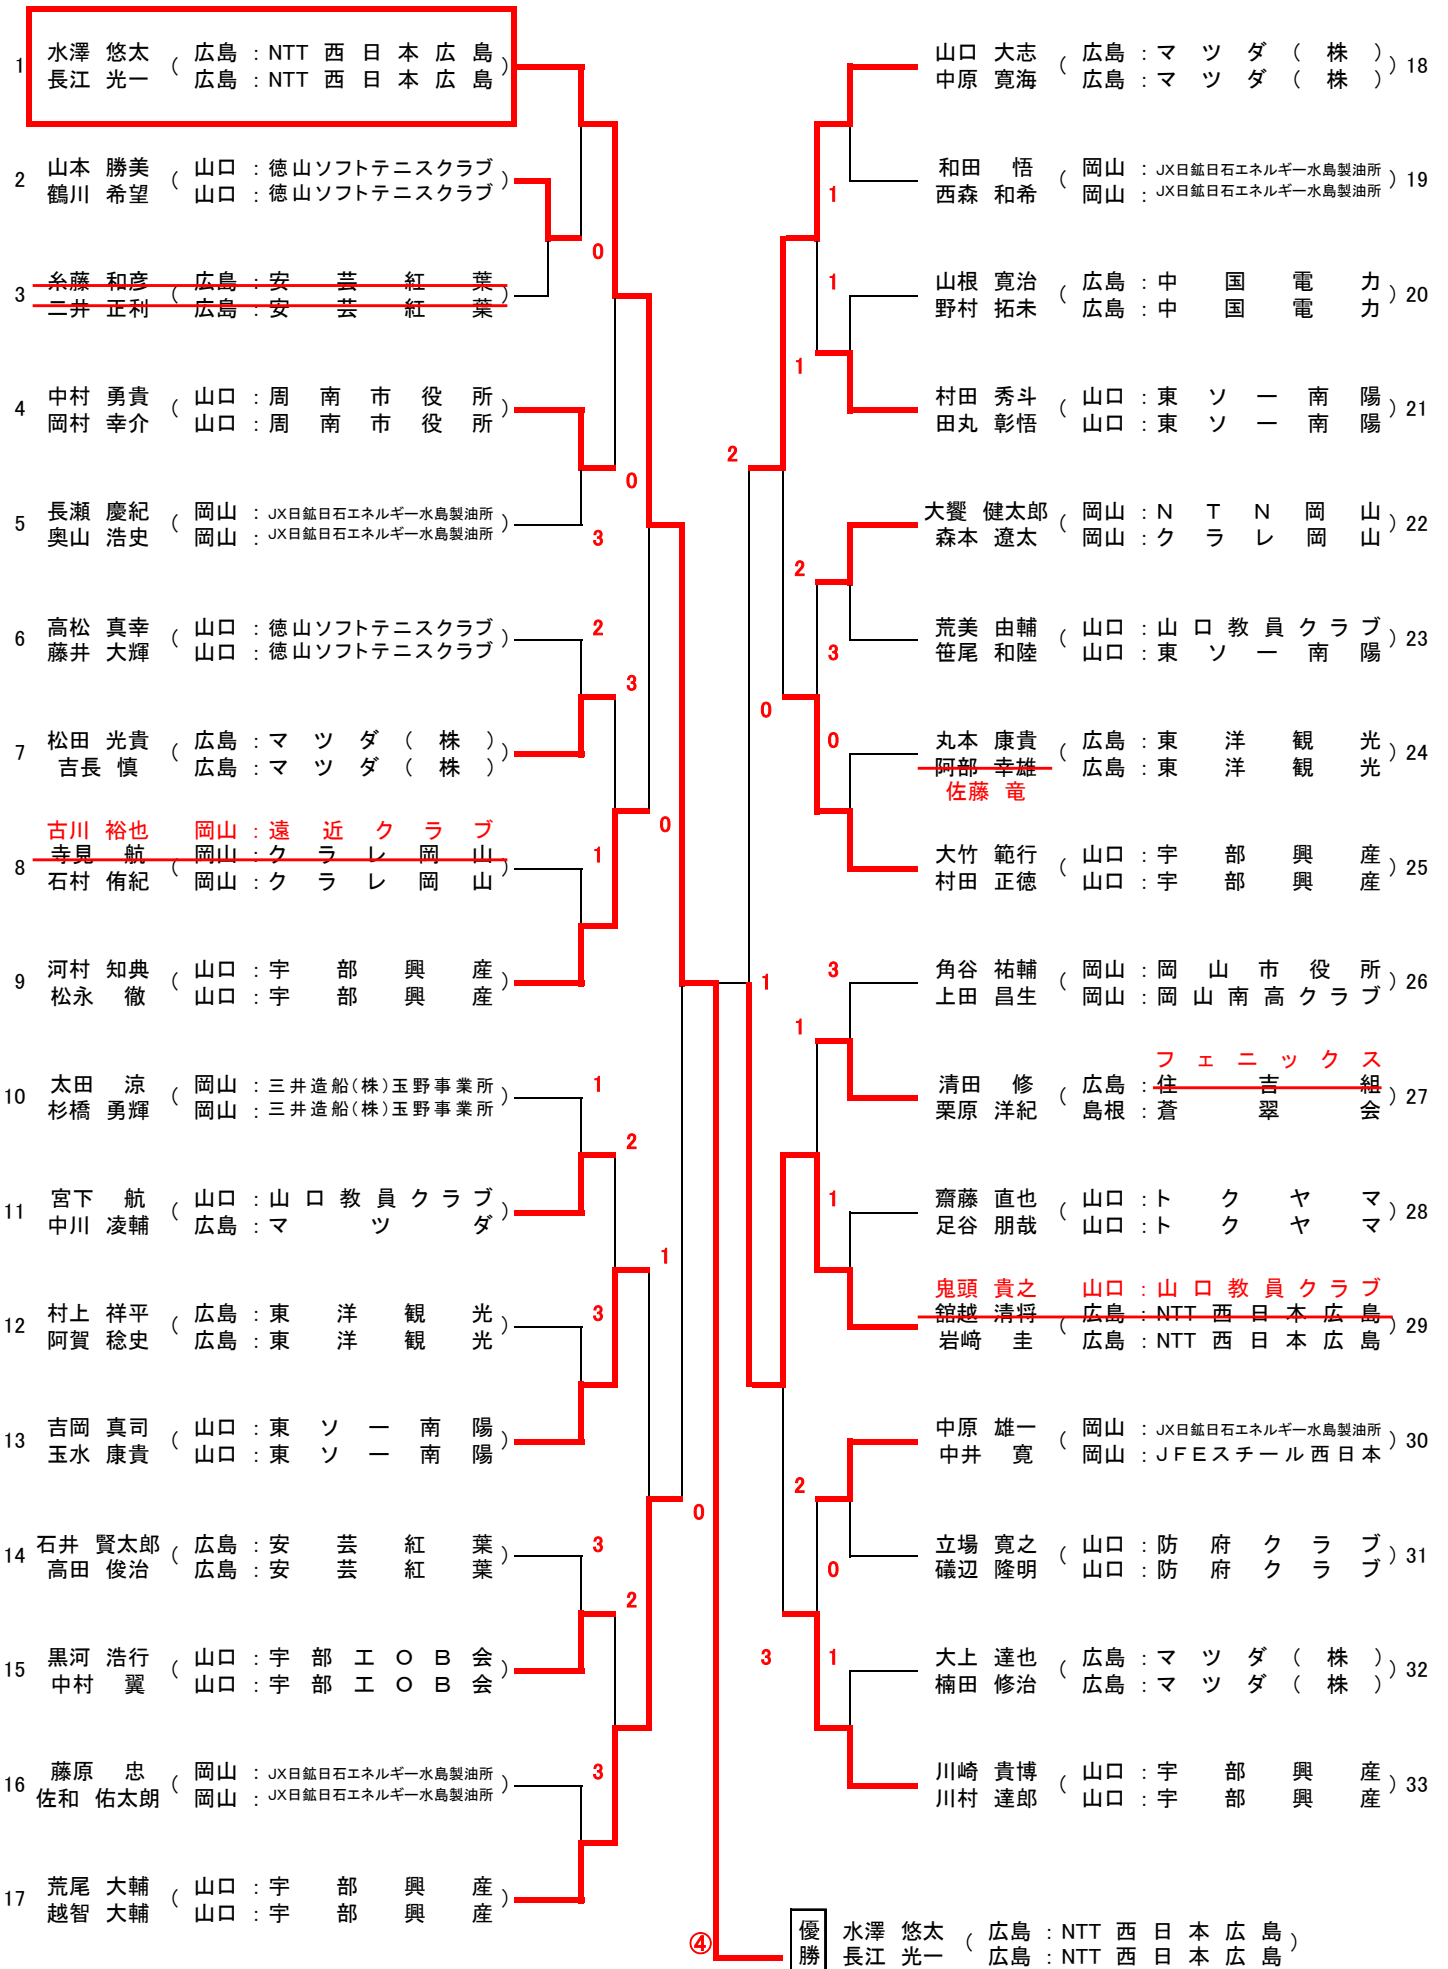 1 水澤 悠太 ( 広島 : NTT 西 日 本 広 島 )
長江 光一 広島 : NTT 西 日 本 広 島
2 山本 勝美 ( 山口 : 徳山ソフトテニスクラブ )
鶴川 希望 山口 : 徳山ソフトテニスクラブ
0
3 糸藤 和彦 ( 広島 : 安 芸 紅 葉 )
二井 正利 広島 : 安 芸 紅 葉
4 中村 勇貴 ( 山口 : 周 南 市 役 所 )
岡村 幸介 山口 : 周 南 市 役 所
0
5 長瀬 慶紀 ( 岡山 : JX日鉱日石エネルギー水島製油所 )
奥山 浩史 岡山 : JX日鉱日石エネルギー水島製油所
3
6 高松 真幸 ( 山口 : 徳山ソフトテニスクラブ )
藤井 大輝 山口 : 徳山ソフトテニスクラブ
2
3
7 松田 光貴 ( 広島 : マ ツ ダ ( 株 ) )
吉長 慎 広島 : マ ツ ダ ( 株 )
0
古川 裕也 岡山 : 遠 近 ク ラ ブ
8 寺見 航 ( 岡山 : ク ラ レ 岡 山 )
石村 侑紀 岡山 : ク ラ レ 岡 山
1
9 河村 知典 ( 山口 : 宇 部 興 産 )
松永 徹 山口 : 宇 部 興 産
10 太田 涼 ( 岡山 : 三井造船(株)玉野事業所 )
杉橋 勇輝 岡山 : 三井造船(株)玉野事業所
1
2
11 宮下 航 ( 山口 : 山 口 教 員 ク ラ ブ )
中川 凌輔 広島 : マ ツ ダ
1
12 村上 祥平 ( 広島 : 東 洋 観 光 )
阿賀 稔史 広島 : 東 洋 観 光
3
13 吉岡 真司 ( 山口 : 東 ソ ー 南 陽 )
玉水 康貴 山口 : 東 ソ ー 南 陽
0
14 石井 賢太郎 ( 広島 : 安 芸 紅 葉 )
高田 俊治 広島 : 安 芸 紅 葉
3
2
15 黒河 浩行 ( 山口 : 宇 部 工 O B 会 )
中村 翼 山口 : 宇 部 工 O B 会
16 藤原 忠 ( 岡山 : JX日鉱日石エネルギー水島製油所 )
佐和 佑太朗 岡山 : JX日鉱日石エネルギー水島製油所
3
17 荒尾 大輔 ( 山口 : 宇 部 興 産 )
越智 大輔 山口 : 宇 部 興 産
山口 大志 ( 広島 : マ ツ ダ ( 株 ) ) 18
中原 寛海 広島 : マ ツ ダ ( 株 )
和田 悟 ( 岡山 : JX日鉱日石エネルギー水島製油所 ) 19
西森 和希 岡山 : JX日鉱日石エネルギー水島製油所
1
1
山根 寛治 ( 広島 : 中 国 電 力 ) 20
野村 拓未 広島 : 中 国 電 力
1
村田 秀斗 ( 山口 : 東 ソ ー 南 陽 ) 21
田丸 彰悟 山口 : 東 ソ ー 南 陽
2
大饗 健太郎 ( 岡山 : N T N 岡 山 ) 22
森本 遼太 岡山 : ク ラ レ 岡 山
2
荒美 由輔 ( 山口 : 山 口 教 員 ク ラ ブ ) 23
笹尾 和陸 山口 : 東 ソ ー 南 陽
3
0
0
丸本 康貴 ( 広島 : 東 洋 観 光 ) 24
阿部 幸雄 広島 : 東 洋 観 光
佐藤 竜
大竹 範行 ( 山口 : 宇 部 興 産 ) 25
村田 正徳 山口 : 宇 部 興 産
1
3
角谷 祐輔 ( 岡山 : 岡 山 市 役 所 ) 26
上田 昌生 岡山 : 岡 山 南 高 ク ラ ブ
1
フ ェ ニ ッ ク ス
清田 修 ( 広島 : 住 吉 組 ) 27
栗原 洋紀 島根 : 蒼 翠 会
1
齋藤 直也 ( 山口 : ト ク ヤ マ ) 28
足谷 朋哉 山口 : ト ク ヤ マ
鬼頭 貴之 山口 : 山 口 教 員 ク ラ ブ
舘越 清将 ( 広島 : NTT 西 日 本 広 島 ) 29
岩﨑 圭 広島 : NTT 西 日 本 広 島
中原 雄一 ( 岡山 : JX日鉱日石エネルギー水島製油所 ) 30
中井 寛 岡山 : JFEスチール西日本
2
立場 寛之 ( 山口 : 防 府 ク ラ ブ ) 31
礒辺 隆明 山口 : 防 府 ク ラ ブ
0
3
1
大上 達也 ( 広島 : マ ツ ダ ( 株 ) ) 32
楠田 修治 広島 : マ ツ ダ ( 株 )
川崎 貴博 ( 山口 : 宇 部 興 産 ) 33
川村 達郎 山口 : 宇 部 興 産
④
優勝 水澤 悠太 ( 広島 : NTT 西 日 本 広 島 )
長江 光一 広島 : NTT 西 日 本 広 島